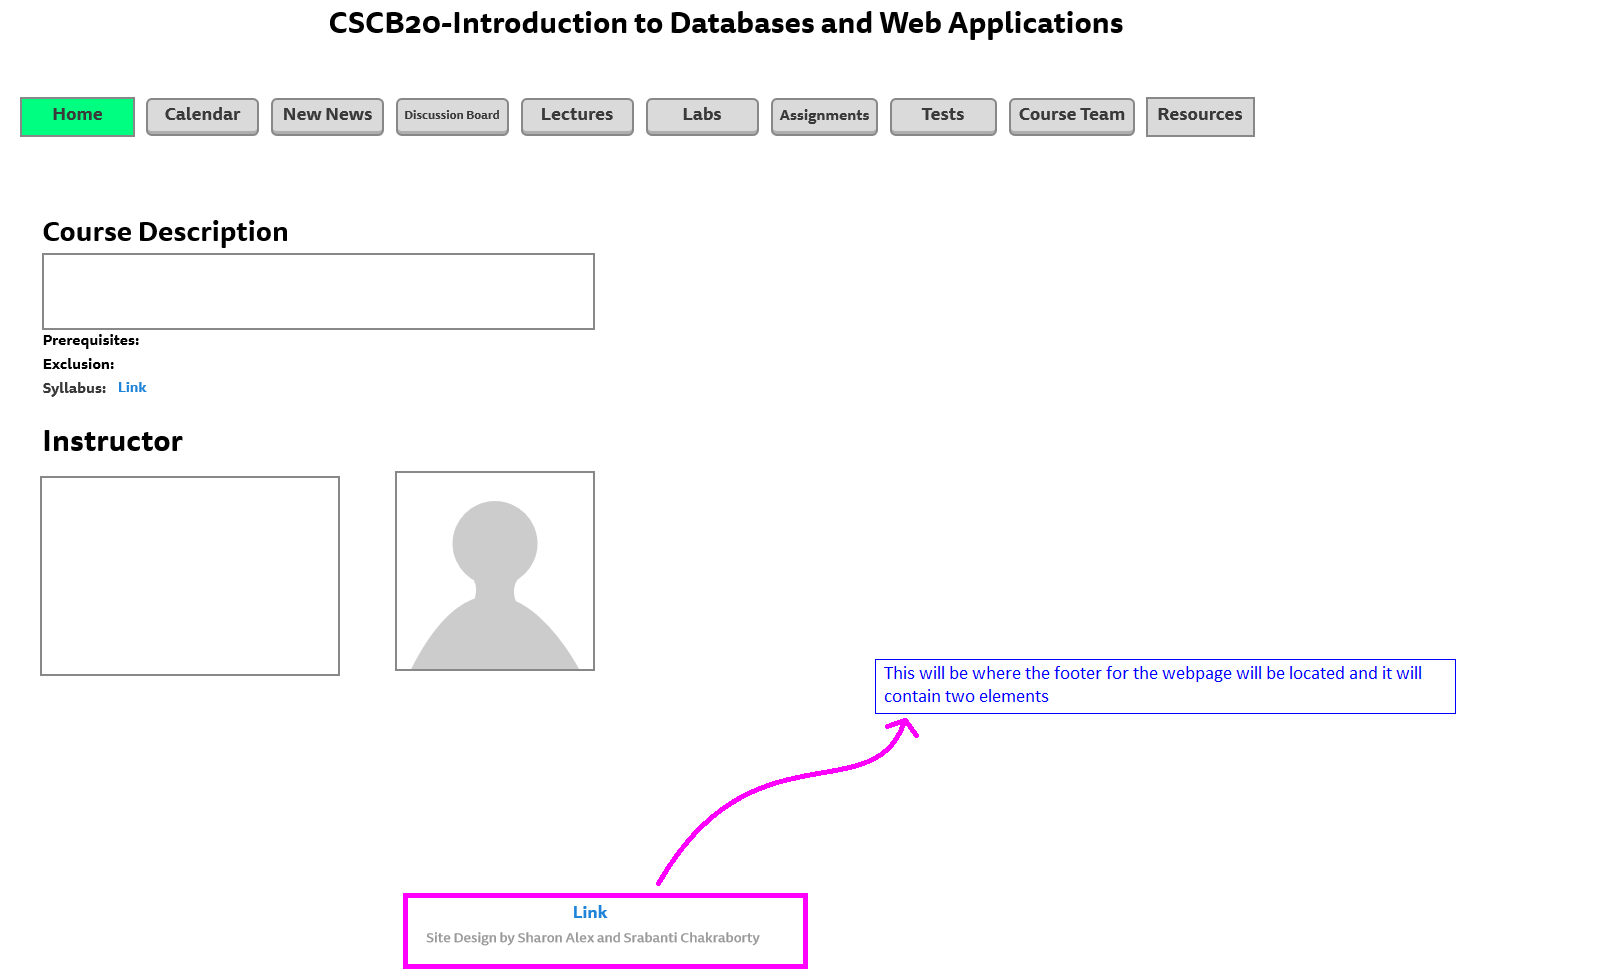 CSCB20-Introduction to Databases and Web Applications
Home Calendar New News Discussion Board Lectures Labs Assignments Tests Course Team Resources
Course Description
Prerequisites:
Exclusion:
Syllabus: Link
Instructor
This will be where the footer for the webpage will be located and it will
contain two elements
Link
Site Design by Sharon Alex and Srabanti Chakraborty